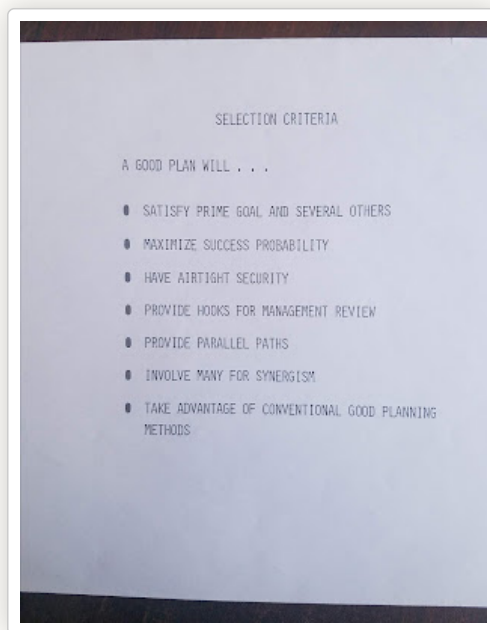 SELECTION CRITERIA
A GOOD PLAN WILL . . .
● SATISFY PRIME GOAL AND SEVERAL OTHERS
● MAXIMIZE SUCCESS PROBABILITY
● HAVE AIRTIGHT SECURITY
● PROVIDE HOOKS FOR MANAGEMENT REVIEW
● PROVIDE PARALLEL PATHS
● INVOLVE MANY FOR SYNERGISM
● TAKE ADVANTAGE OF CONVENTIONAL GOOD PLANNING
METHODS